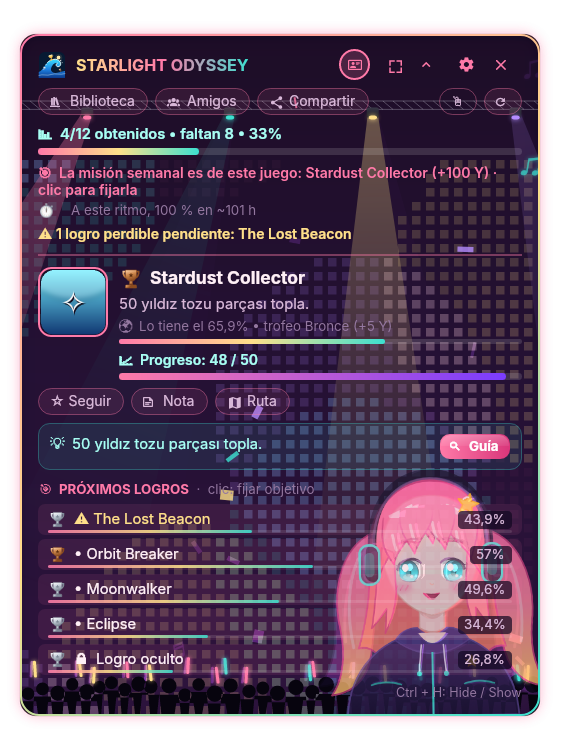 STARLIGHT ODYSSEY
Biblioteca
Amigos
Compartir
4/12 obtenidos • faltan 8 • 33%
La misión semanal es de este juego: Stardust Collector (+100 Y) ·
clic para fijarla
A este ritmo, 100 % en ~101 h
1 logro perdible pendiente: The Lost Beacon
Stardust Collector
50 yıldız tozu parçası topla.
Lo tiene el 65,9% • trofeo Bronce (+5 Y)
Progreso: 48 / 50
Seguir
Nota
Ruta
50 yıldız tozu parçası topla.
Guía
PRÓXIMOS LOGROS · clic: fijar objetivo
The Lost Beacon 43,9%
• Orbit Breaker 57%
• Moonwalker 49,6%
• Eclipse 34,4%
Logro oculto 26,8%
Ctrl + H: Hide / Show